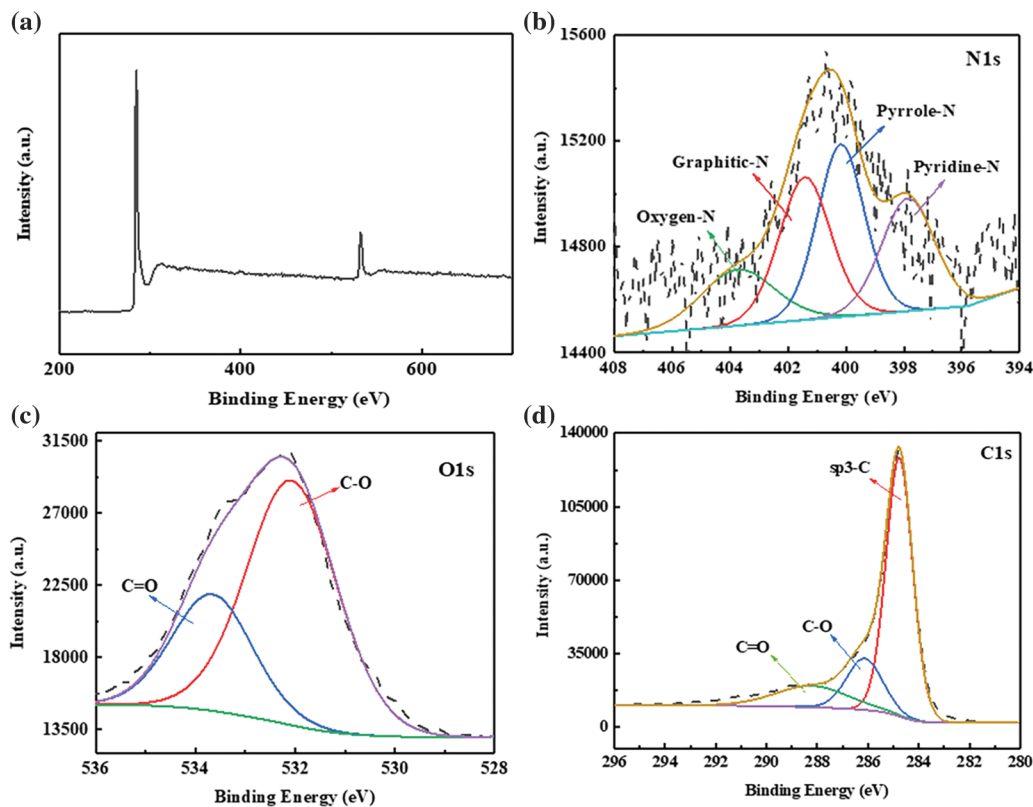 (a)
Intensity (a.u.)
200 400 600
Binding Energy (eV)
(b)
N1s
15600
15200
14800
14400
Intensity (a.u.)
Pyrrole-N
Graphitic-N
Pyridine-N
Oxygen-N
408 406 404 402 400 398 396 394
Binding Energy (eV)
(c)
O1s
31500
27000
22500
18000
13500
Intensity (a.u.)
C-O
C=O
536 534 532 530 528
Binding Energy (eV)
(d)
C1s
140000
105000
70000
35000
0
Intensity (a.u.)
sp3-C
C-O
C=O
296 294 292 290 288 286 284 282 280
Binding Energy (eV)